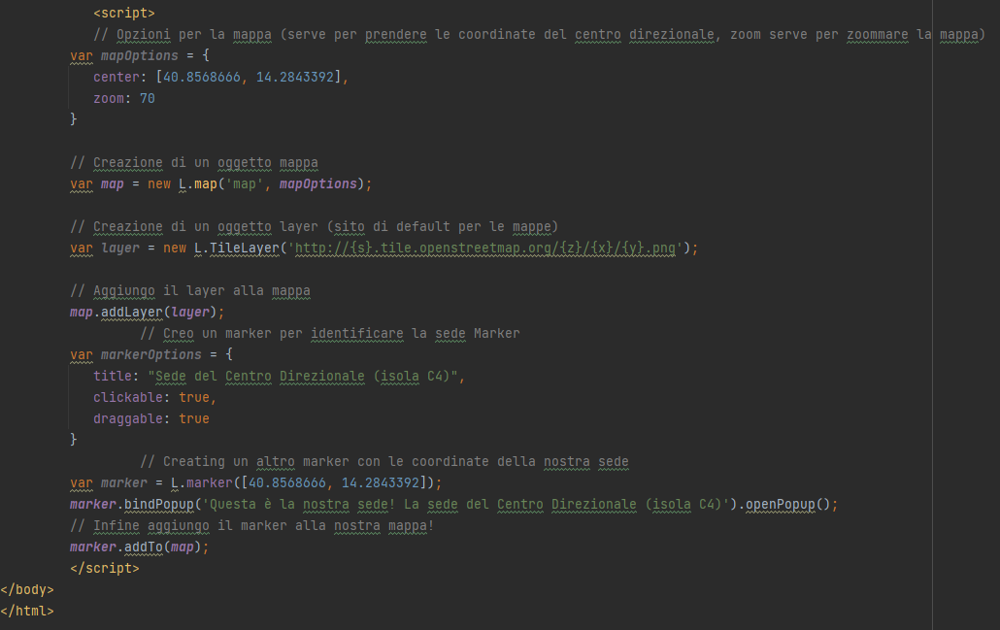 <script>
// Opzioni per la mappa (serve per prendere le coordinate del centro direzionale, zoom serve per zoommare la mappa)
var mapOptions = {
center: [40.8568666, 14.2843392],
zoom: 70
}
// Creazione di un oggetto mappa
var map = new L.map('map', mapOptions);
// Creazione di un oggetto layer (sito di default per le mappe)
var layer = new L.TileLayer('http://{s}.tile.openstreetmap.org/{z}/{x}/{y}.png');
// Aggiungo il layer alla mappa
map.addLayer(layer);
// Creo un marker per identificare la sede Marker
var markerOptions = {
title: "Sede del Centro Direzionale (isola C4)",
clickable: true,
draggable: true
}
// Creating un altro marker con le coordinate della nostra sede
var marker = L.marker([40.8568666, 14.2843392]);
marker.bindPopup('Questa è la nostra sede! La sede del Centro Direzionale (isola C4)').openPopup();
// Infine aggiungo il marker alla nostra mappa!
marker.addTo(map);
</script>
</body>
</html>